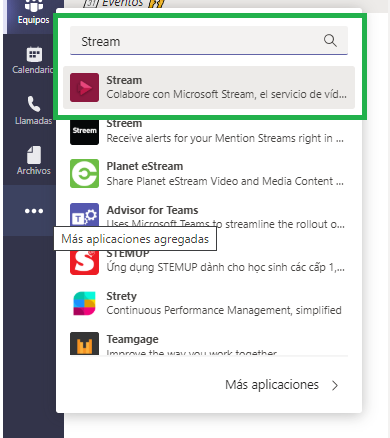 Eventos
Equipos
Stream
Calendario
Stream
Colabore con Microsoft Stream, el servicio de víd...
Llamadas
Streem
Streem
Receive alerts for your Mention Streams right in ...
Archivos
Planet eStream
Share Planet eStream Video and Media Content ...
Advisor for Teams
Uses Microsoft Teams to streamline the rollout o...
Más aplicaciones agregadas
STEMUP
Ứng dụng STEMUP dành cho học sinh các cấp 1,...
Strety
Continuous Performance Management, simplified
Teamgage
Improve the way you work together
Más aplicaciones